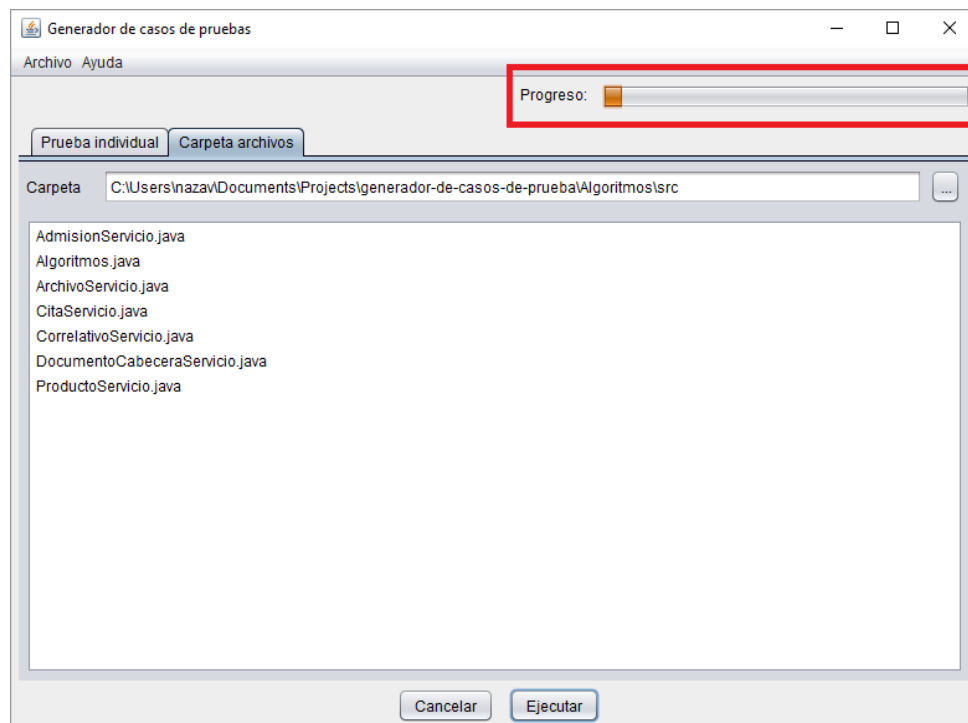 Generador de casos de pruebas
Archivo Ayuda
Progreso:
Prueba individual Carpeta archivos
Carpeta C:\Users\nazav\Documents\Projects\generador-de-casos-de-prueba\Algoritmos\src ...
AdmisionServicio.java
Algoritmos.java
ArchivoServicio.java
CitaServicio.java
CorrelativoServicio.java
DocumentoCabeceraServicio.java
ProductoServicio.java
Cancelar Ejecutar